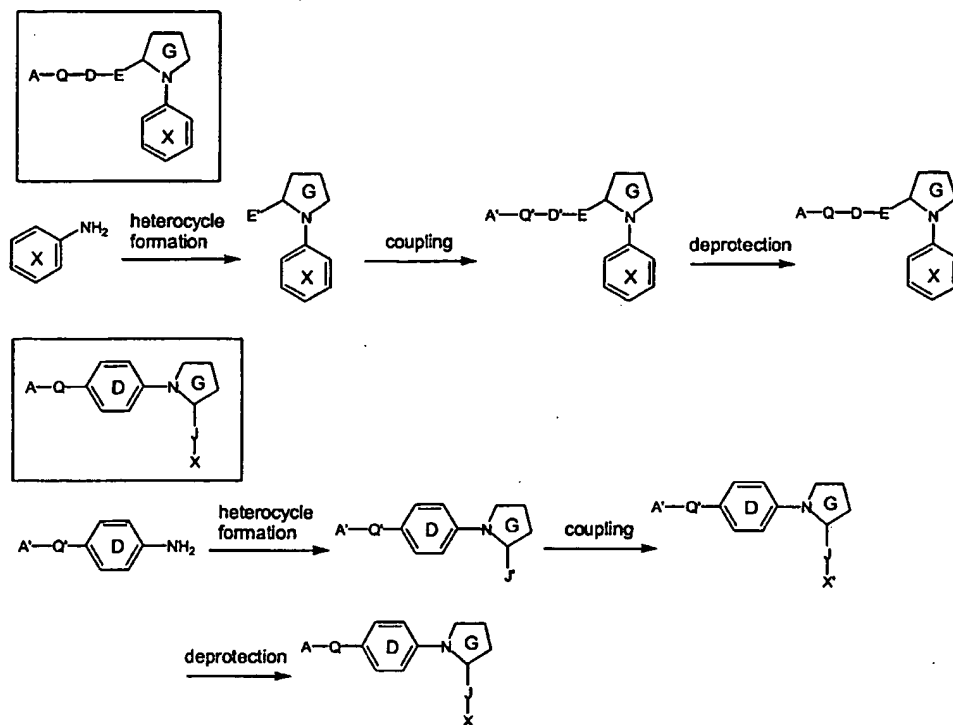 G
A-Q-D-E
N
X
G
G
G
E'
NH2
heterocycle
formation
N
coupling
A'-Q'-D'-E
N
deprotection
A-Q-D-E
N
X
X
X
X
A-Q
D
N
G
J
X
A'-Q'
D
NH2
heterocycle
formation
A'-Q'
D
N
G
J'
coupling
A'-Q'
D
N
G
J
X'
deprotection
A-Q
D
N
G
J
X